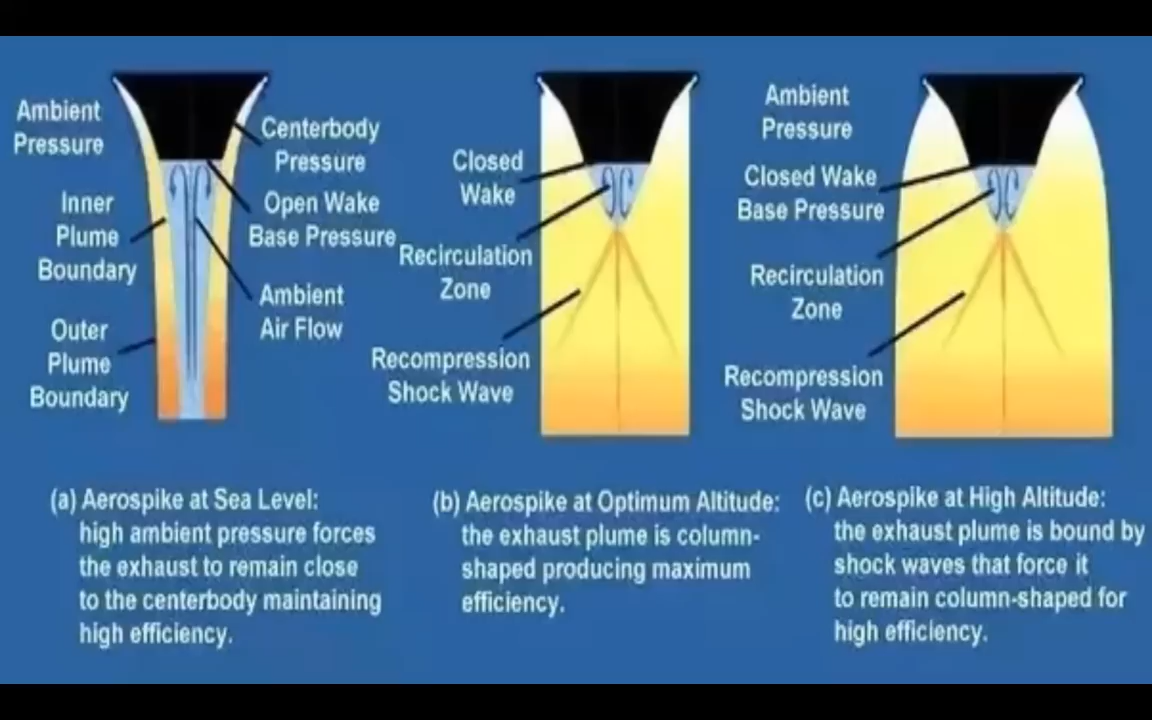 Ambient
Pressure
Centerbody
Pressure
Inner
Plume
Boundary
Open Wake
Base Pressure
Ambient
Air Flow
Outer
Plume
Boundary
Closed
Wake
Recirculation
Zone
Recompression
Shock Wave
Ambient
Pressure
Closed Wake
Base Pressure
Recirculation
Zone
Recompression
Shock Wave
(a) Aerospike at Sea Level:
high ambient pressure forces
the exhaust to remain close
to the centerbody maintaining
high efficiency.
(b) Aerospike at Optimum Altitude:
the exhaust plume is column-
shaped producing maximum
efficiency.
(c) Aerospike at High Altitude:
the exhaust plume is bound by
shock waves that force it
to remain column-shaped for
high efficiency.